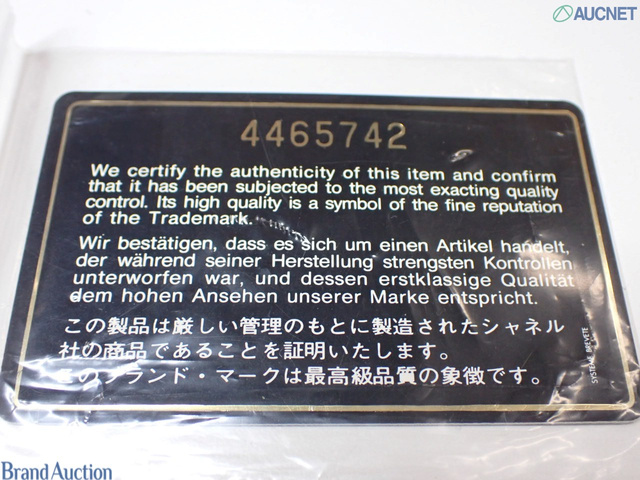 AUCNET
4465742
We certify the authenticity of this item and confirm
that it has been subjected to the most exacting quality
control. Its high quality is a symbol of the fine reputation
of the Trademark.
Wir bestätigen, dass es sich um einen Artikel handelt,
der während seiner Herstellung strengsten Kontrollen
unterworfen war, und dessen erstklassige Qualität
dem hohen Ansehen unserer Marke entspricht.
この製品は厳しい管理のもとに製造されたシャネル
社の商品であることを証明いたします。
このブランド・マークは最高級品質の象徴です。
SYSTEME BREVETE
Brand Auction